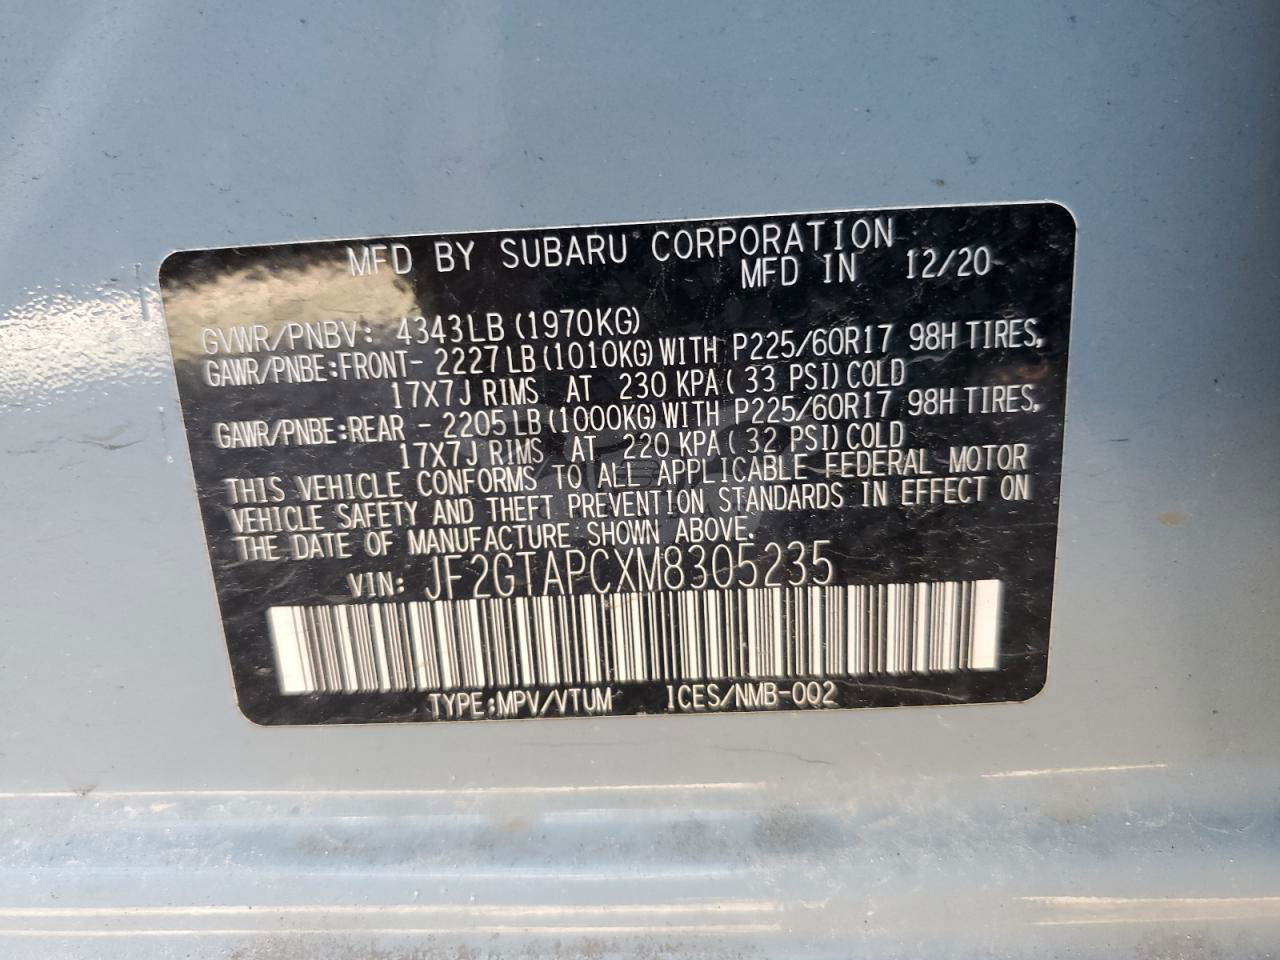 MFD BY SUBARU CORPORATION
MFD IN 12/20
GVWR/PNBV: 4343LB (1970KG)
GAWR/PNBE:FRONT- 2227LB (1010KG) WITH P225/60R17 98H TIRES,
17X7J RIMS AT 230 KPA ( 33 PSI) COLD
GAWR/PNBE:REAR - 2205LB (1000KG) WITH P225/60R17 98H TIRES,
17X7J RIMS AT 220 KPA ( 32 PSI) COLD
THIS VEHICLE CONFORMS TO ALL APPLICABLE FEDERAL MOTOR
VEHICLE SAFETY AND THEFT PREVENTION STANDARDS IN EFFECT ON
THE DATE OF MANUFACTURE SHOWN ABOVE.
VIN: JF2GTAPCXM8305235
TYPE:MPV/VTUM ICES/NMB-002